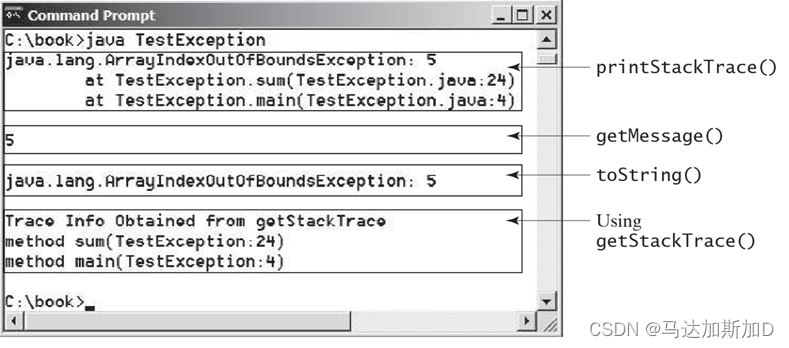 Command Prompt
C:\book>java TestException
java.lang.ArrayIndexOutOfBoundsException: 5
at TestException.sum(TestException.java:24)
at TestException.main(TestException.java:4)
printStackTrace()
5
getMessage()
java.lang.ArrayIndexOutOfBoundsException: 5
toString()
Trace Info Obtained from getStackTrace
method sum(TestException:24)
method main(TestException:4)
Using
getStackTrace()
C:\book>_
CSDN @马达加斯加D